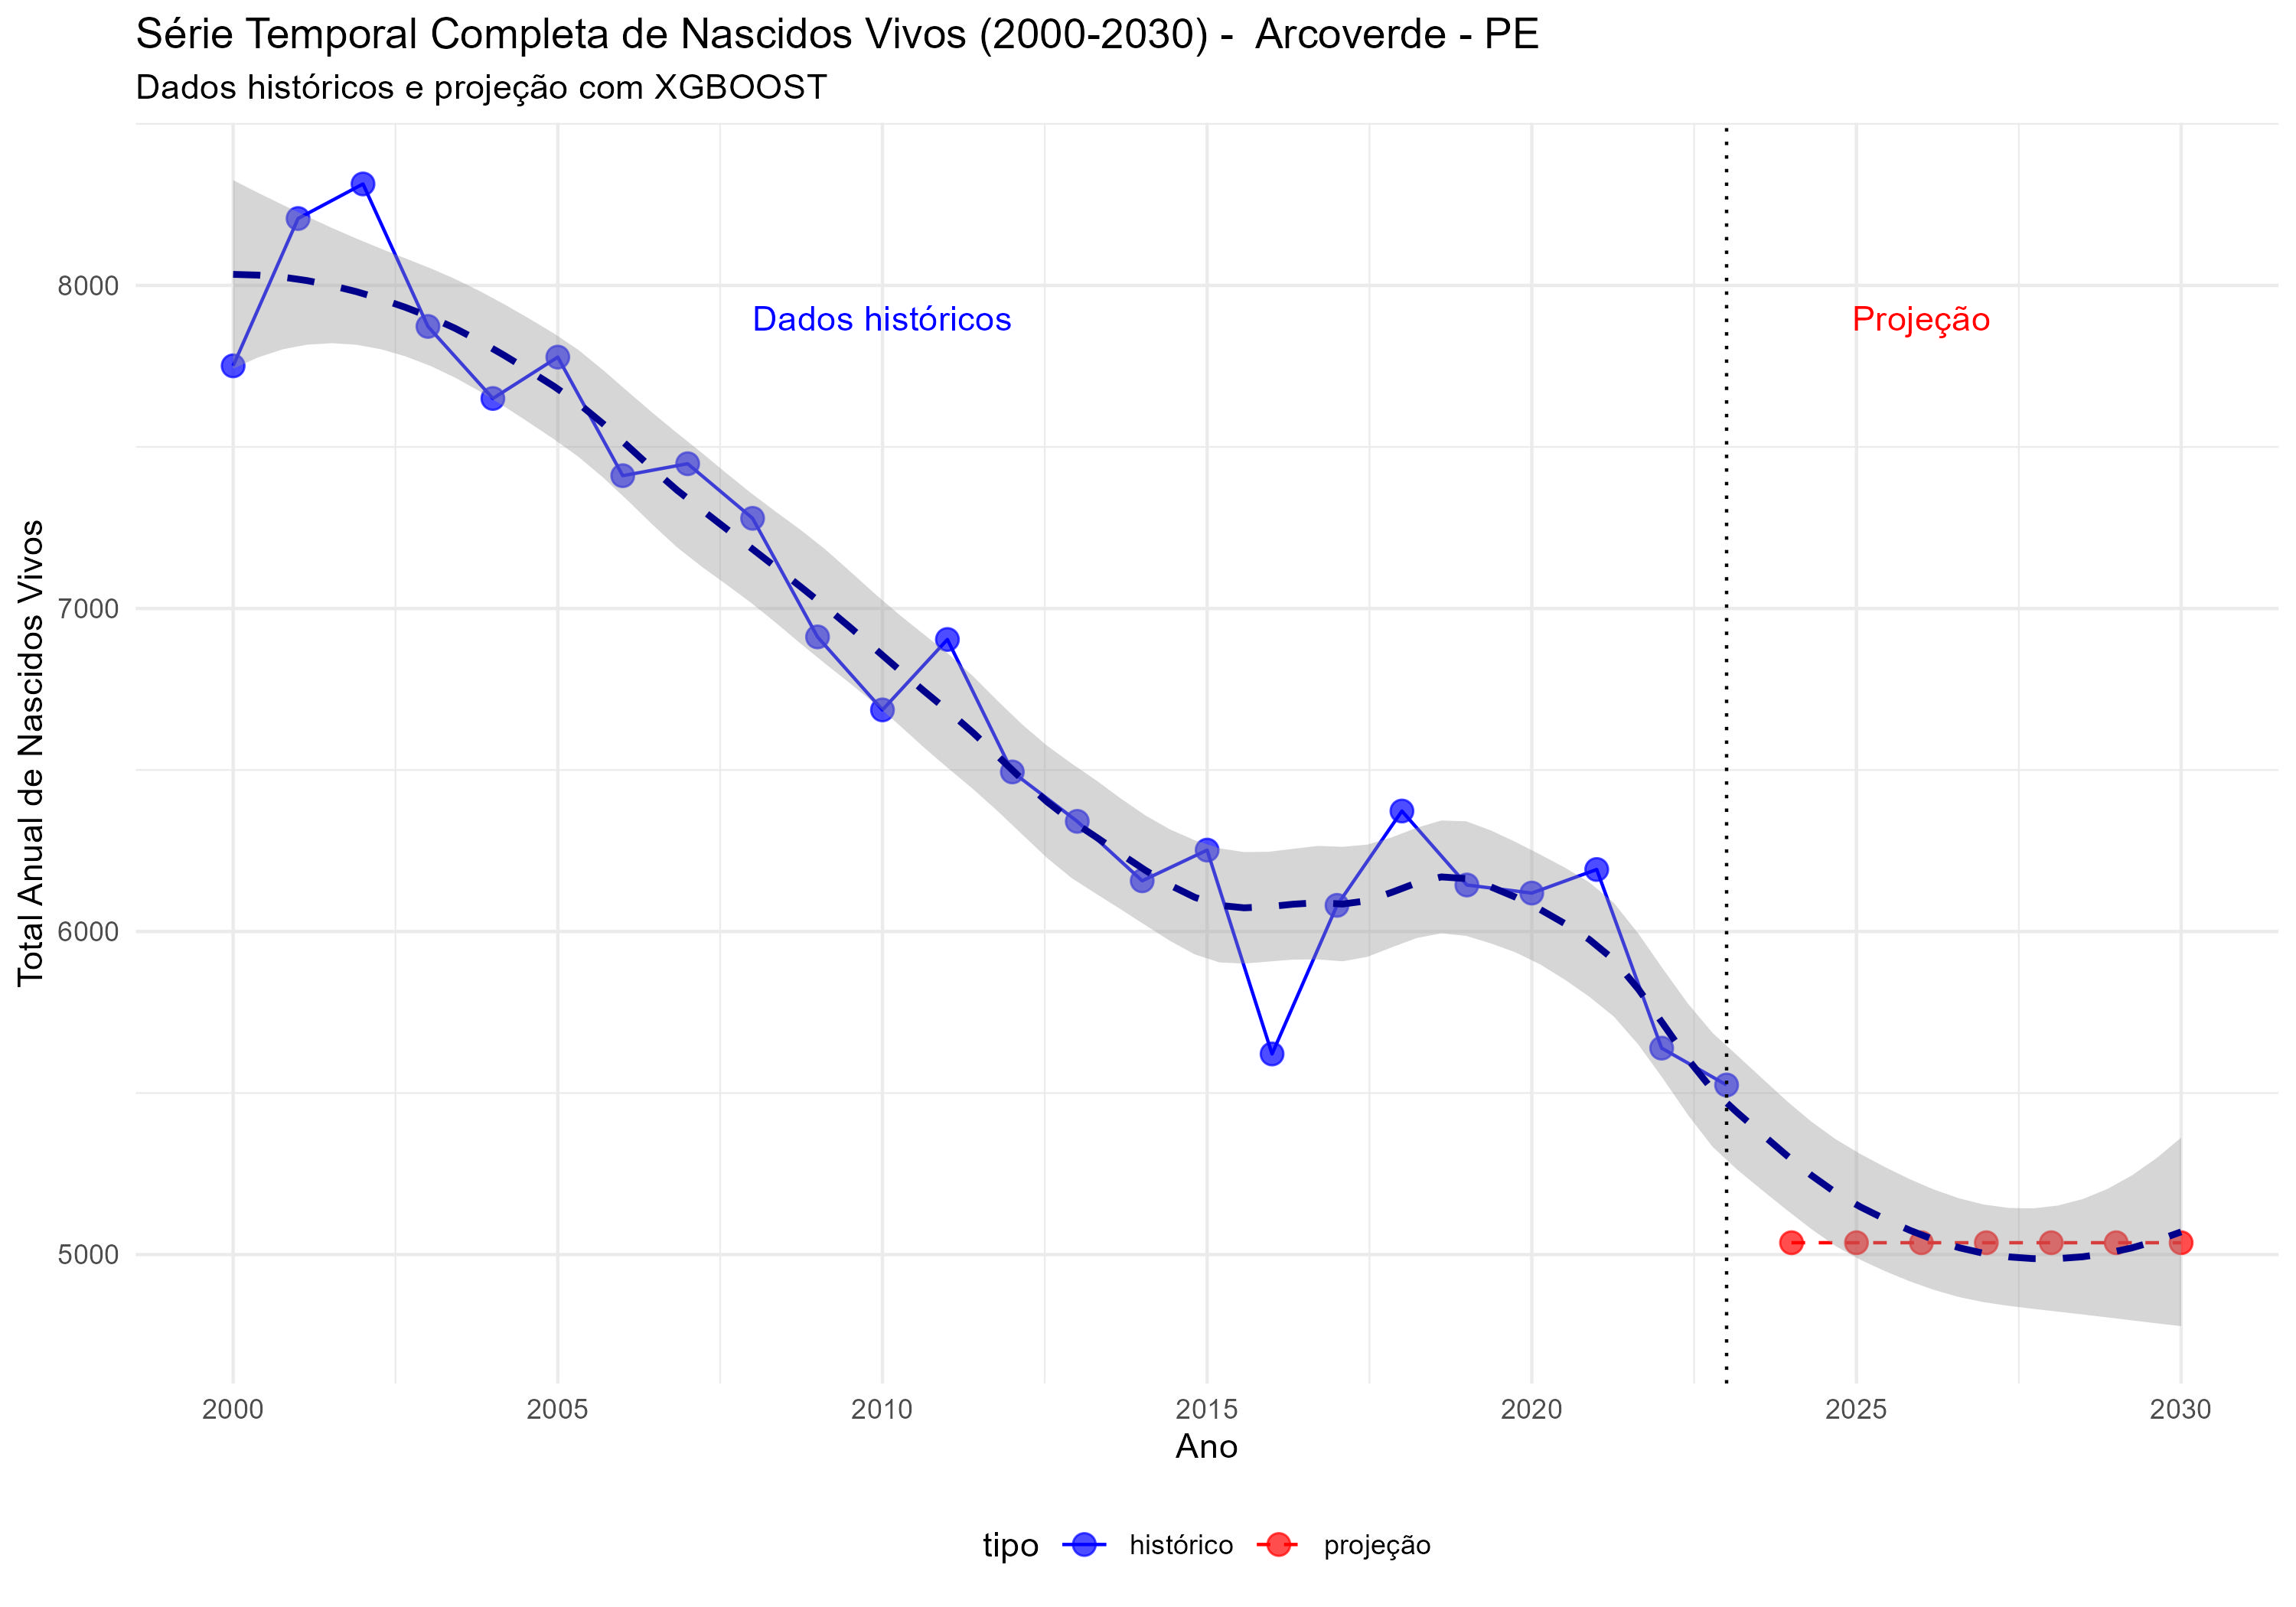 Série Temporal Completa de Nascidos Vivos (2000-2030) -  Arcoverde - PE
Dados históricos e projeção com XGBOOST
Total Anual de Nascidos Vivos
8000
7000
6000
5000
Dados históricos
Projeção
2000
2005
2010
2015
2020
2025
2030
Ano
tipo
histórico
projeção